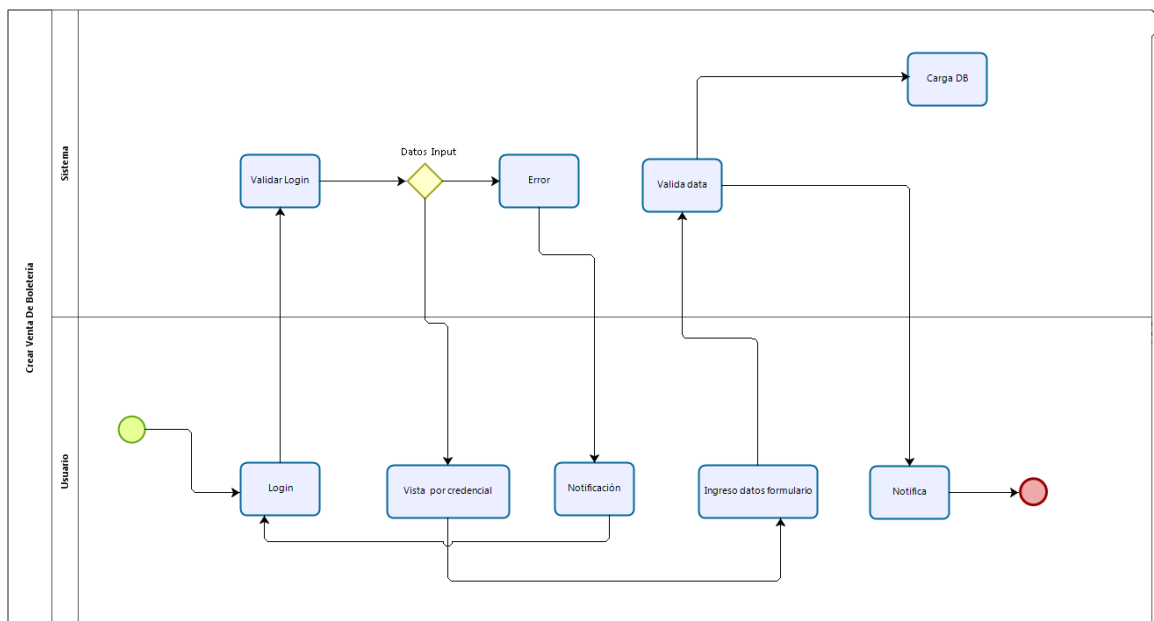 Crear Venta De Boletería
Sistema
Carga DB
Datos Input
Validar Login
Error
Valida data
Usuario
Login
Vista por credencial
Notificación
Ingreso datos formulario
Notifica